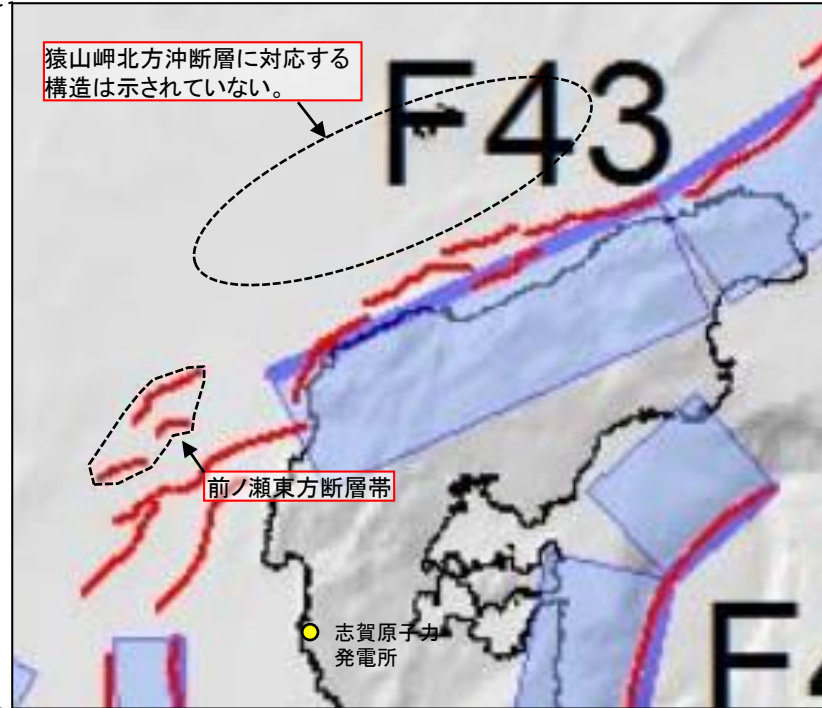 猿山岬北方沖断層に対応する
構造は示されていない。
F43
前ノ瀬東方断層帯
志賀原子力
発電所